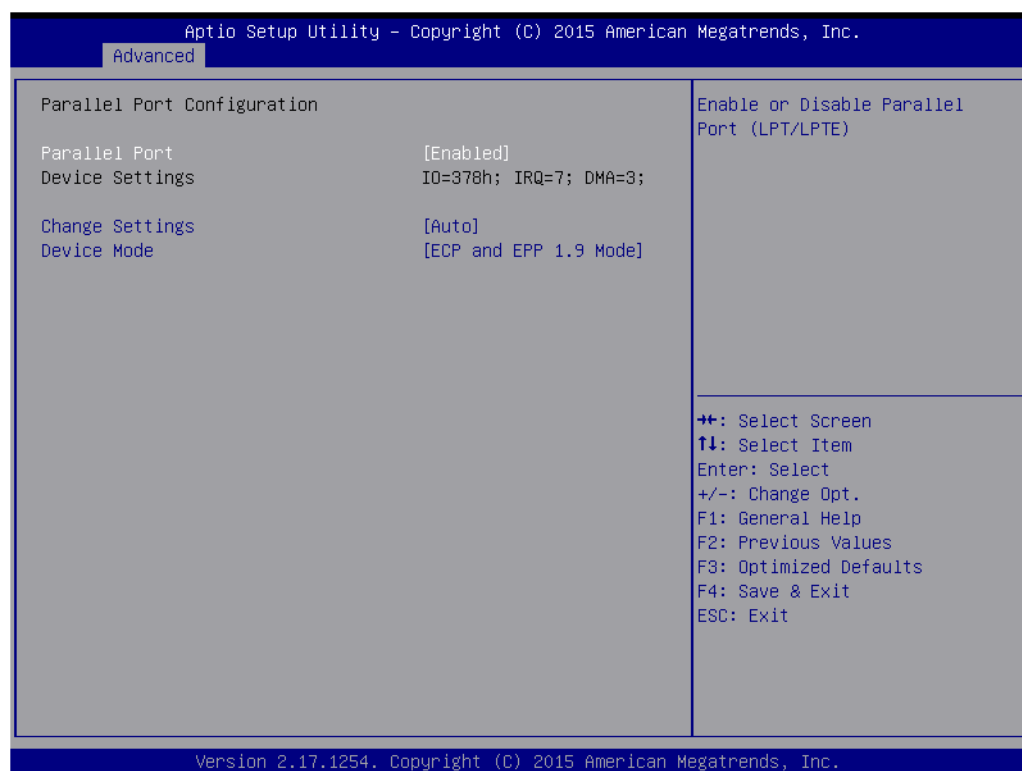 Aptio Setup Utility – Copyright (C) 2015 American Megatrends, Inc.
Advanced
Parallel Port Configuration
Parallel Port [Enabled]
Device Settings IO=378h; IRQ=7; DMA=3;
Change Settings [Auto]
Device Mode [ECP and EPP 1.9 Mode]
Enable or Disable Parallel
Port (LPT/LPTE)
→←: Select Screen
↑↓: Select Item
Enter: Select
+/-: Change Opt.
F1: General Help
F2: Previous Values
F3: Optimized Defaults
F4: Save & Exit
ESC: Exit
Version 2.17.1254. Copyright (C) 2015 American Megatrends, Inc.